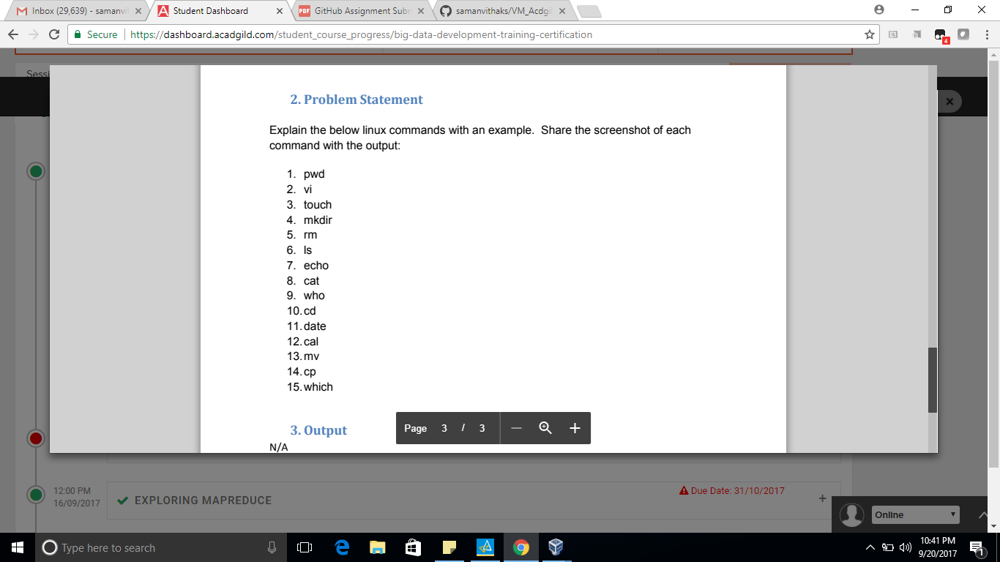 Inbox (29,639) - samanvit
Student Dashboard
GitHub Assignment Subm
samanvithaks/VM_Acdgi
Secure
https://dashboard.acadgild.com/student_course_progress/big-data-development-training-certification
4
Sessi
2. Problem Statement
Explain the below linux commands with an example. Share the screenshot of each
command with the output:
1. pwd
2. vi
3. touch
4. mkdir
5. rm
6. ls
7. echo
8. cat
9. who
10. cd
11. date
12. cal
13. mv
14. cp
15. which
3. Output
N/A
Page 3 / 3
12:00 PM
16/09/2017
EXPLORING MAPREDUCE
Due Date: 31/10/2017
Online
Type here to search
10:41 PM
9/20/2017
1